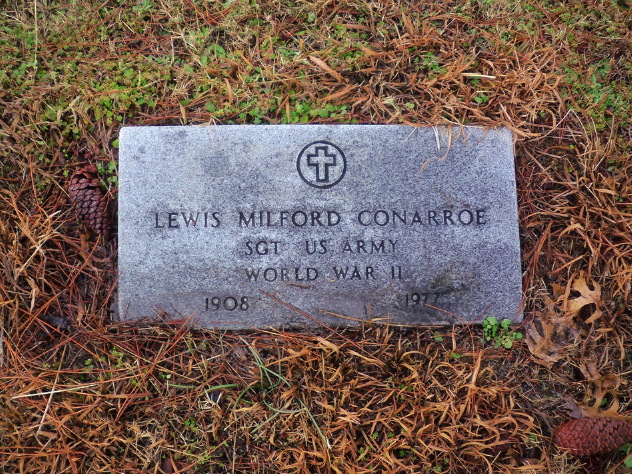 LEWIS MILFORD CONARROE
SGT US ARMY
WORLD WAR II
1908 1977